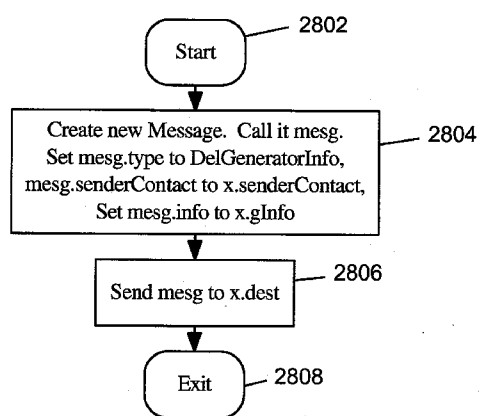 2802
Start
Create new Message. Call it mesg.
Set mesg.type to DelGeneratorInfo,
mesg.senderContact to x.senderContact,
Set mesg.info to x.gInfo
2804
Send mesg to x.dest
2806
Exit
2808